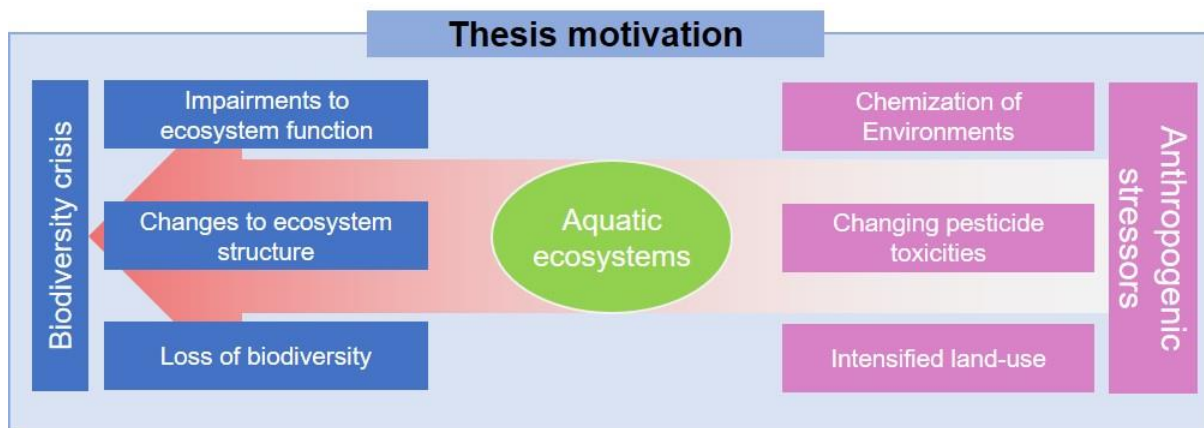 Thesis motivation
Biodiversity crisis
Impairments to
ecosystem function
Changes to ecosystem
structure
Loss of biodiversity
Aquatic
ecosystems
Chemization of
Environments
Changing pesticide
toxicities
Intensified land-use
Anthropogenic
stressors